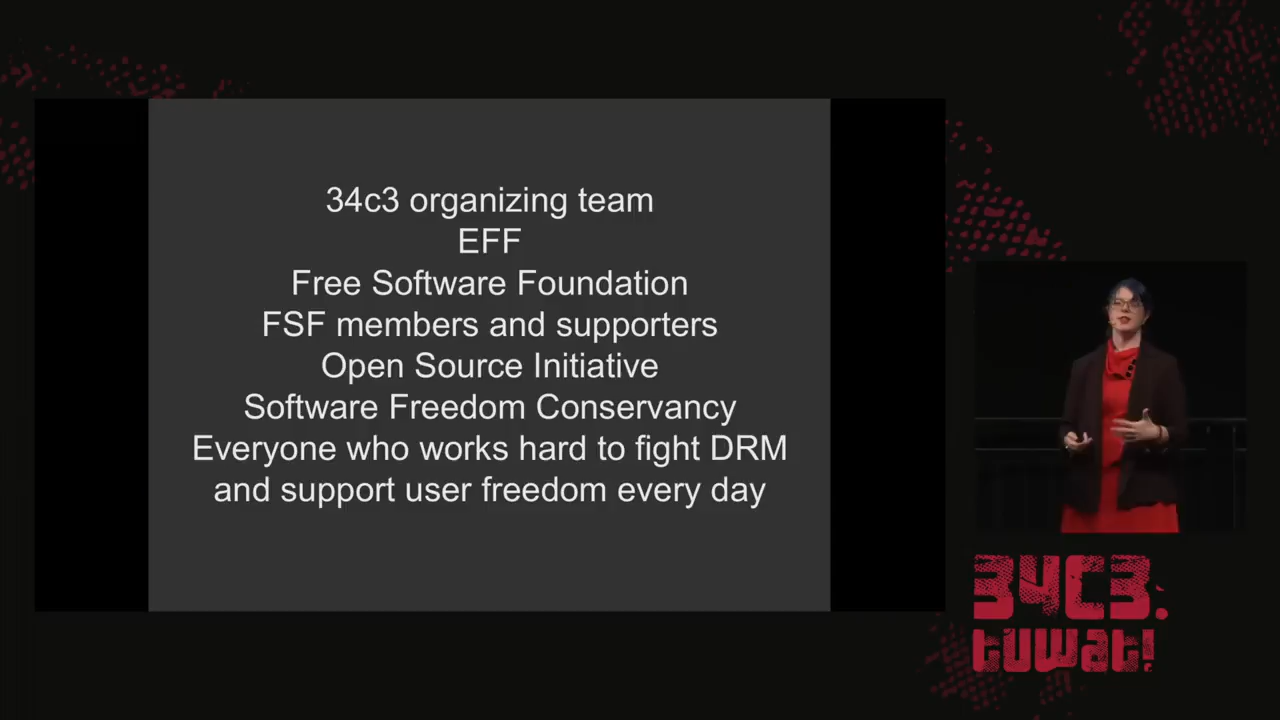 34c3 organizing team
EFF
Free Software Foundation
FSF members and supporters
Open Source Initiative
Software Freedom Conservancy
Everyone who works hard to fight DRM
and support user freedom every day
34C3.
tuwat!